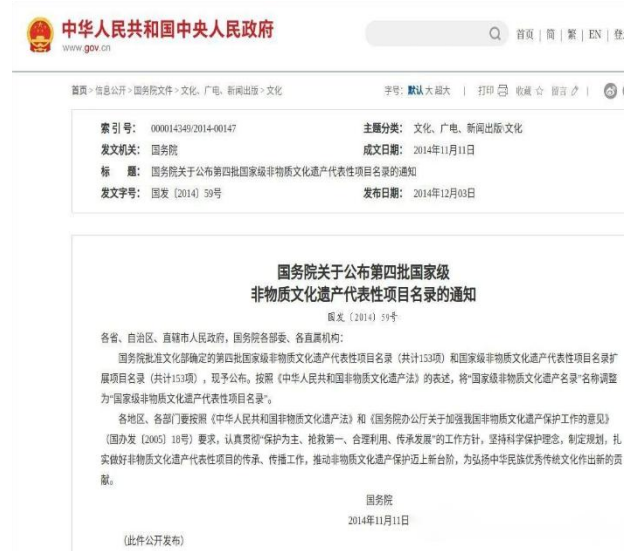 中华人民共和国中央人民政府
www.gov.cn
首页 | 简 | 繁 | EN | 登
首页 > 信息公开 > 国务院文件 > 文化、广电、新闻出版 > 文化
字号：默认 大 超大 | 打印 收藏 留言 |
索引号： 000014349/2014-00147
主题分类： 文化、广电、新闻出版\文化
发文机关： 国务院
成文日期： 2014年11月11日
标 题： 国务院关于公布第四批国家级非物质文化遗产代表性项目名录的通知
发文字号： 国发〔2014〕59号
发布日期： 2014年12月03日
国务院关于公布第四批国家级
非物质文化遗产代表性项目名录的通知
国发〔2014〕59号
各省、自治区、直辖市人民政府，国务院各部委、各直属机构：
国务院批准文化部确定的第四批国家级非物质文化遗产代表性项目名录（共计153项）和国家级非物质文化遗产代表性项目名录扩
展项目名录（共计153项），现予公布。按照《中华人民共和国非物质文化遗产法》的表述，将“国家级非物质文化遗产名录”名称调整
为“国家级非物质文化遗产代表性项目名录”。
各地区、各部门要按照《中华人民共和国非物质文化遗产法》和《国务院办公厅关于加强我国非物质文化遗产保护工作的意见》
（国办发〔2005〕18号）要求，认真贯彻“保护为主、抢救第一、合理利用、传承发展”的工作方针，坚持科学保护理念，制定规划，扎
实做好非物质文化遗产代表性项目的传承、传播工作，推动非物质文化遗产保护迈上新台阶，为弘扬中华民族优秀传统文化作出新的贡
献。
国务院
2014年11月11日
（此件公开发布）